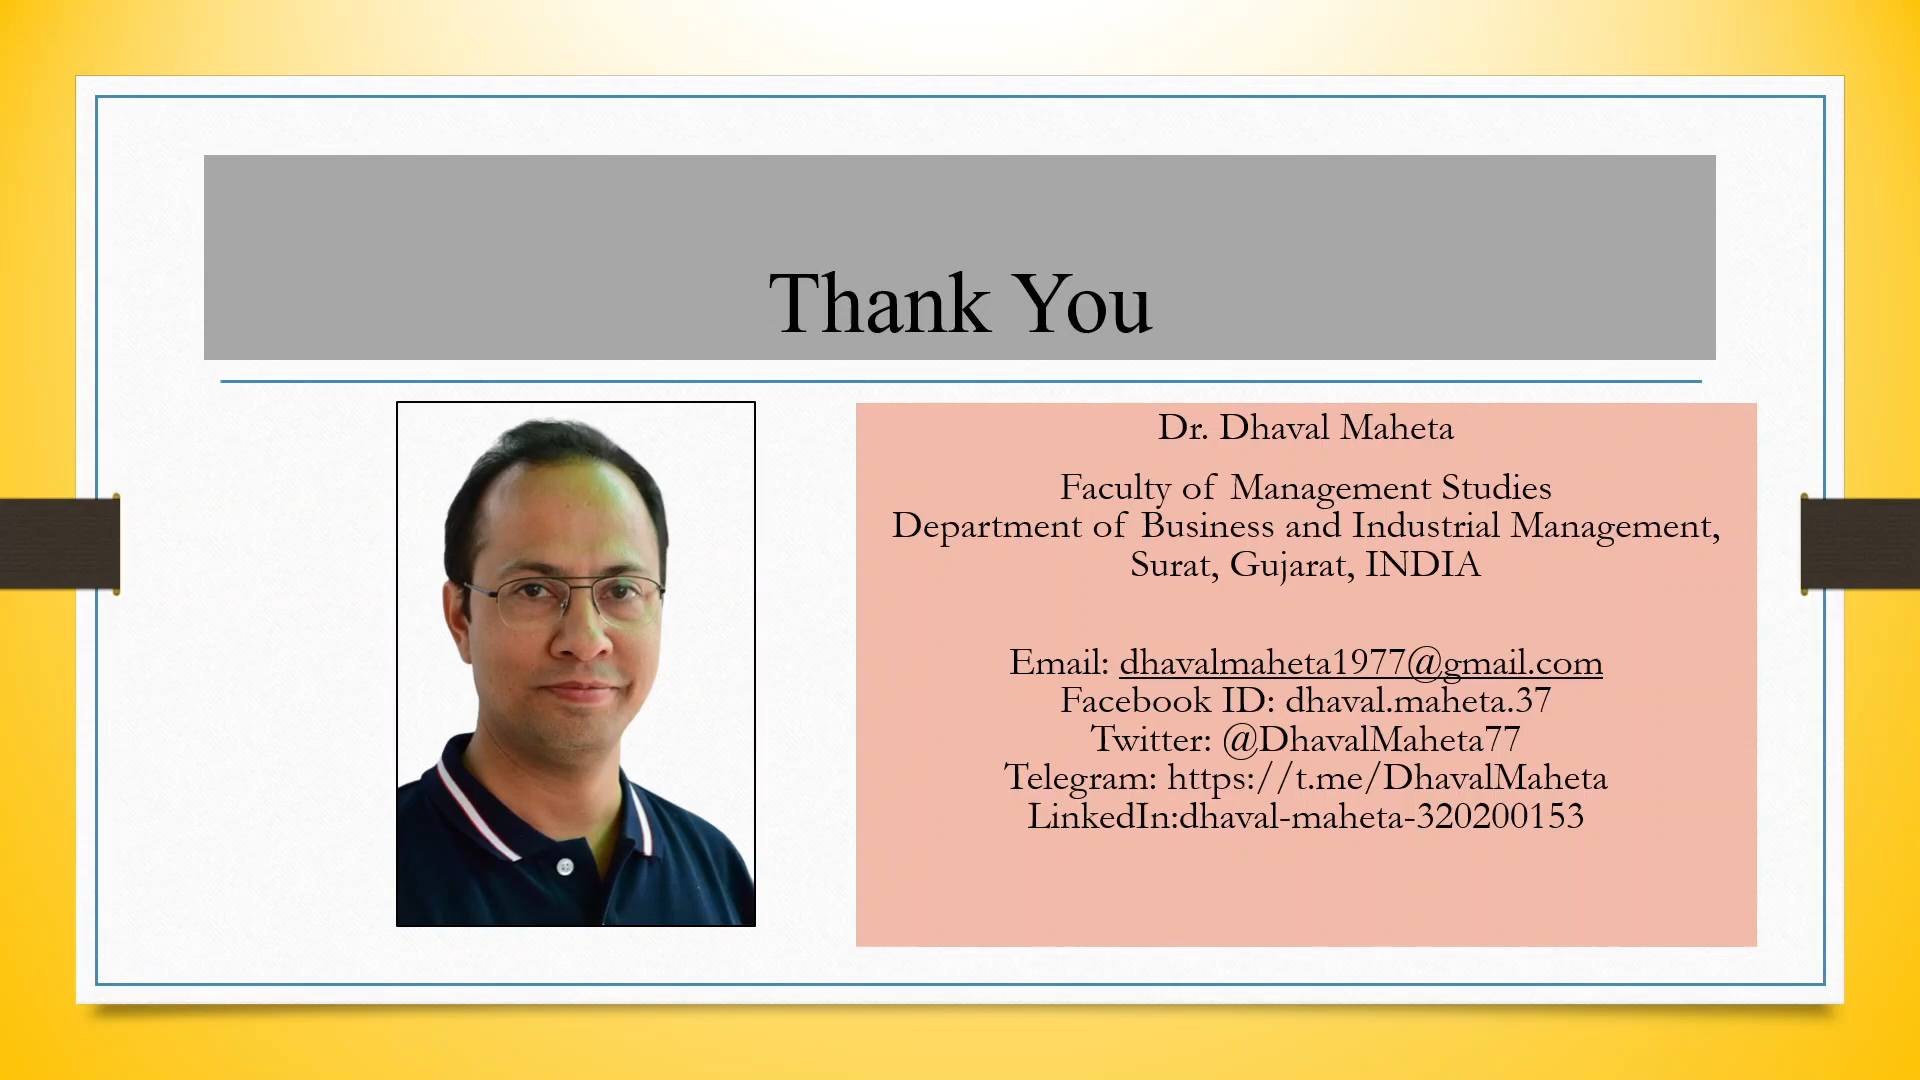 Thank You
Dr. Dhaval Maheta
Faculty of Management Studies
Department of Business and Industrial Management,
Surat, Gujarat, INDIA
Email: dhavalmaheta1977@gmail.com
Facebook ID: dhaval.maheta.37
Twitter: @DhavalMaheta77
Telegram: https://t.me/DhavalMaheta
LinkedIn:dhaval-maheta-320200153